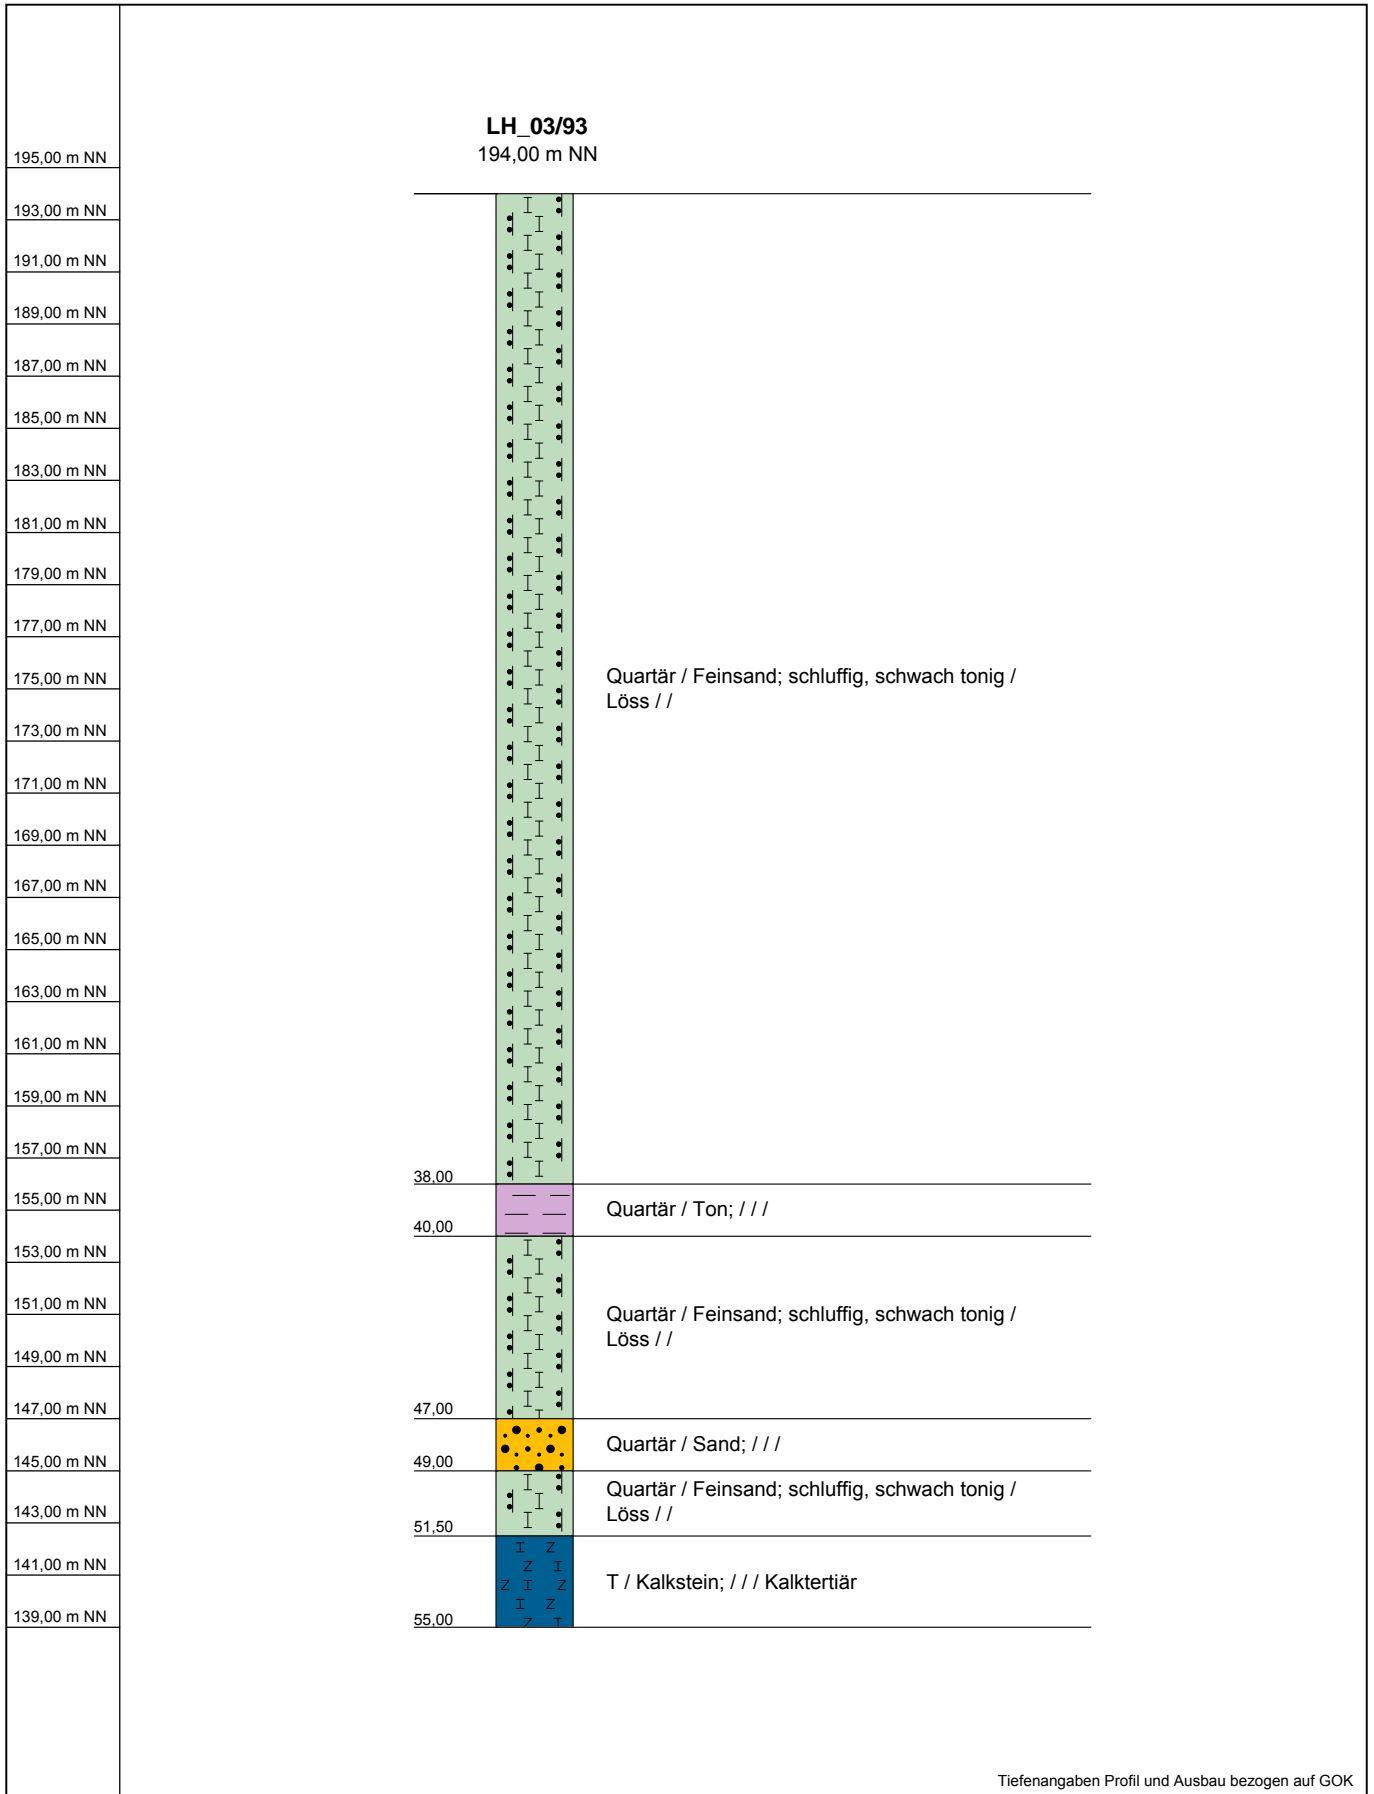 LH_03/93
194,00 m NN
195,00 m NN
193,00 m NN
191,00 m NN
189,00 m NN
187,00 m NN
185,00 m NN
183,00 m NN
181,00 m NN
179,00 m NN
177,00 m NN
175,00 m NN
173,00 m NN
171,00 m NN
169,00 m NN
167,00 m NN
165,00 m NN
163,00 m NN
161,00 m NN
159,00 m NN
157,00 m NN
155,00 m NN
153,00 m NN
151,00 m NN
149,00 m NN
147,00 m NN
145,00 m NN
143,00 m NN
141,00 m NN
139,00 m NN
Quartär / Feinsand; schluffig, schwach tonig /
Löss / /
38,00
Quartär / Ton; / / /
40,00
Quartär / Feinsand; schluffig, schwach tonig /
Löss / /
47,00
Quartär / Sand; / / /
49,00
Quartär / Feinsand; schluffig, schwach tonig /
Löss / /
51,50
T / Kalkstein; / / / Kalktertiär
55,00
Tiefenangaben Profil und Ausbau bezogen auf GOK